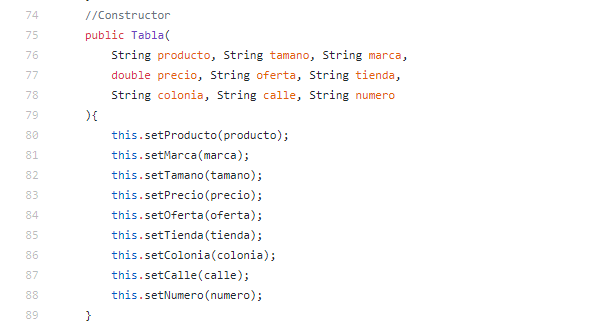 74 //Constructor
75 public Tabla(
76 String producto, String tamano, String marca,
77 double precio, String oferta, String tienda,
78 String colonia, String calle, String numero
79 ){
80 this.setProducto(producto);
81 this.setMarca(marca);
82 this.setTamano(tamano);
83 this.setPrecio(precio);
84 this.setOferta(oferta);
85 this.setTienda(tienda);
86 this.setColonia(colonia);
87 this.setCalle(calle);
88 this.setNumero(numero);
89 }